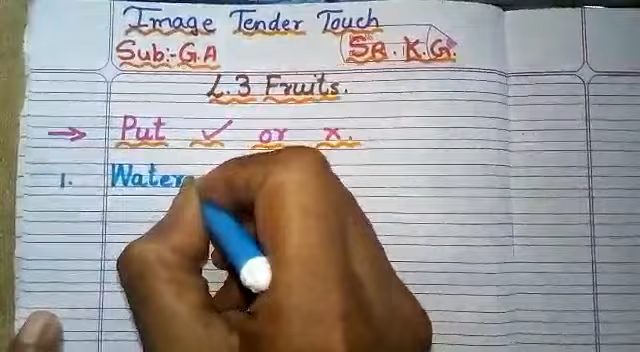 Image Tender Touch
Sub:- G.A
SR. K.G.
L.3 Fruits.
→ Put ✓ or x.
1. Water